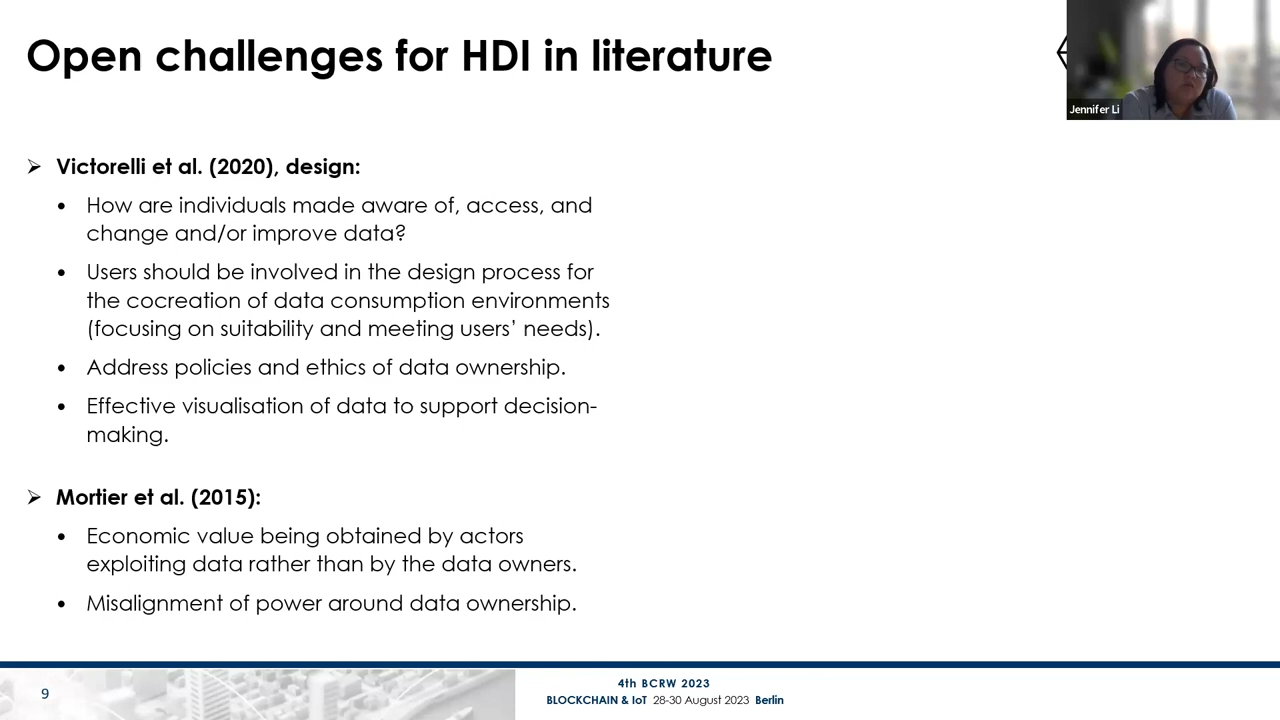 Open challenges for HDI in literature
Jennifer Li
➢ Victorelli et al. (2020), design:
• How are individuals made aware of, access, and
change and/or improve data?
• Users should be involved in the design process for
the cocreation of data consumption environments
(focusing on suitability and meeting users’ needs).
• Address policies and ethics of data ownership.
• Effective visualisation of data to support decision-
making.
➢ Mortier et al. (2015):
• Economic value being obtained by actors
exploiting data rather than by the data owners.
• Misalignment of power around data ownership.
9
4th BCRW 2023
BLOCKCHAIN & IoT 28-30 August 2023 Berlin